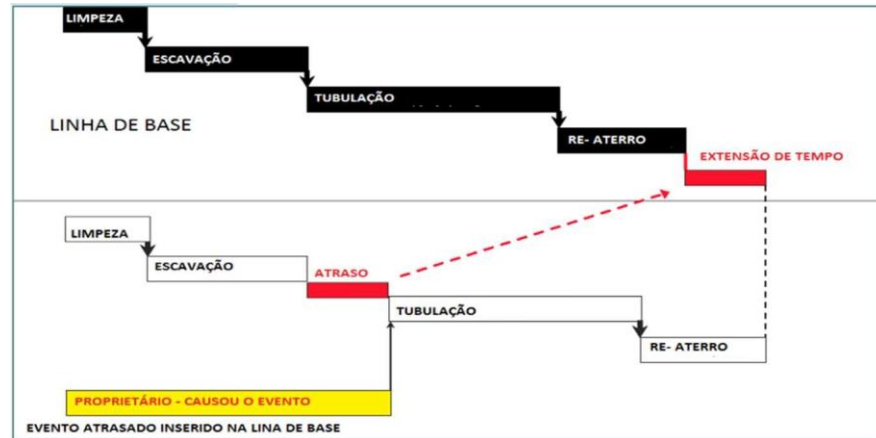 LIMPEZA
ESCAVAÇÃO
TUBULAÇÃO
LINHA DE BASE
RE- ATERRO
EXTENSÃO DE TEMPO
LIMPEZA
ESCAVAÇÃO
ATRASO
TUBULAÇÃO
RE- ATERRO
PROPRIETÁRIO - CAUSOU O EVENTO
EVENTO ATRASADO INSERIDO NA LINA DE BASE